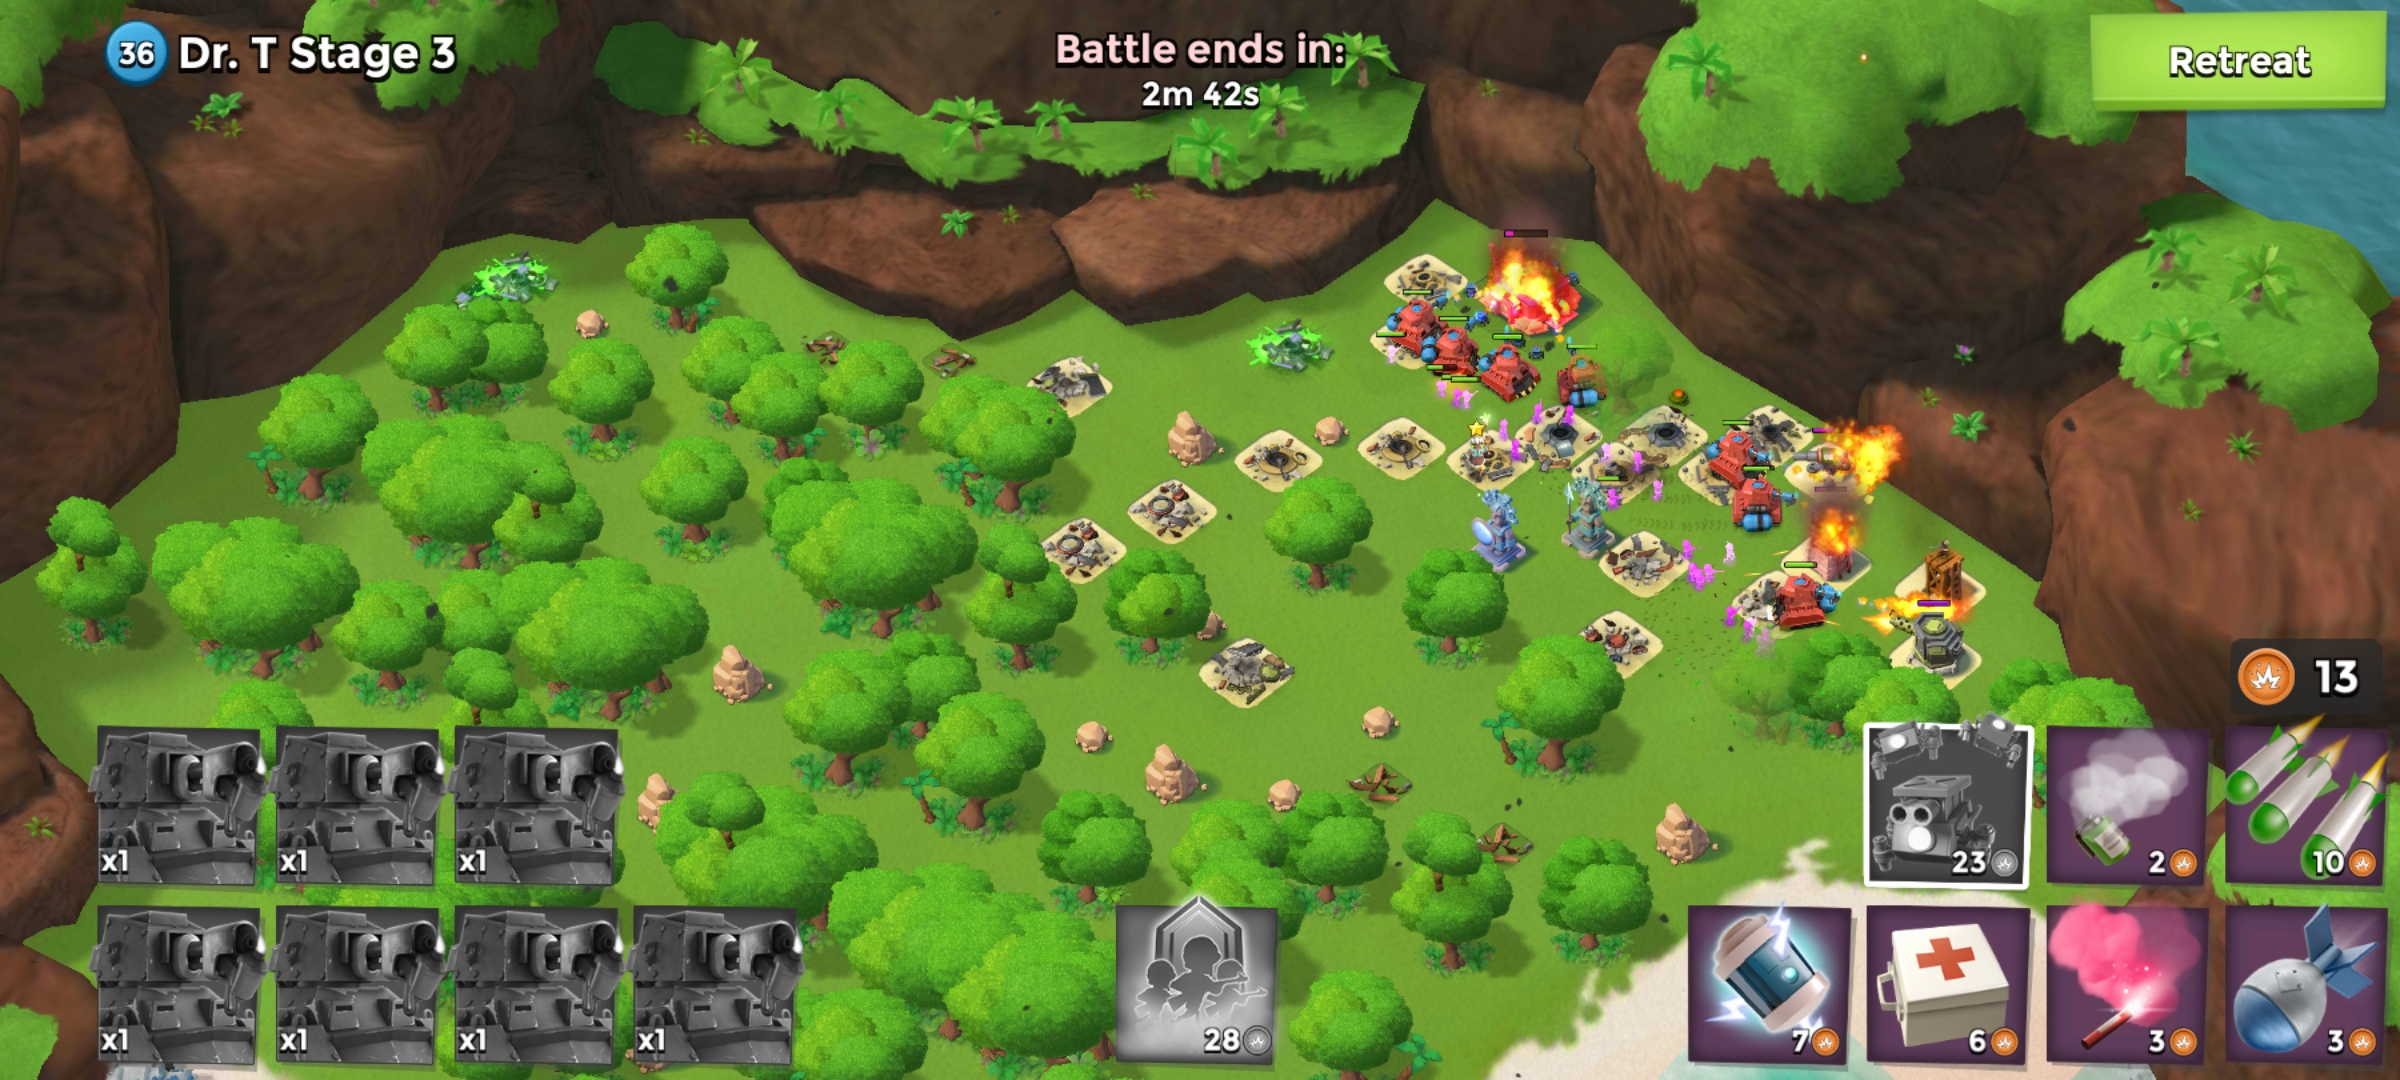 36 Dr. T Stage 3
Battle ends in:
2m 42s
Retreat
13
x1
x1
x1
23
2
10
x1
x1
x1
x1
28
7
6
3
3